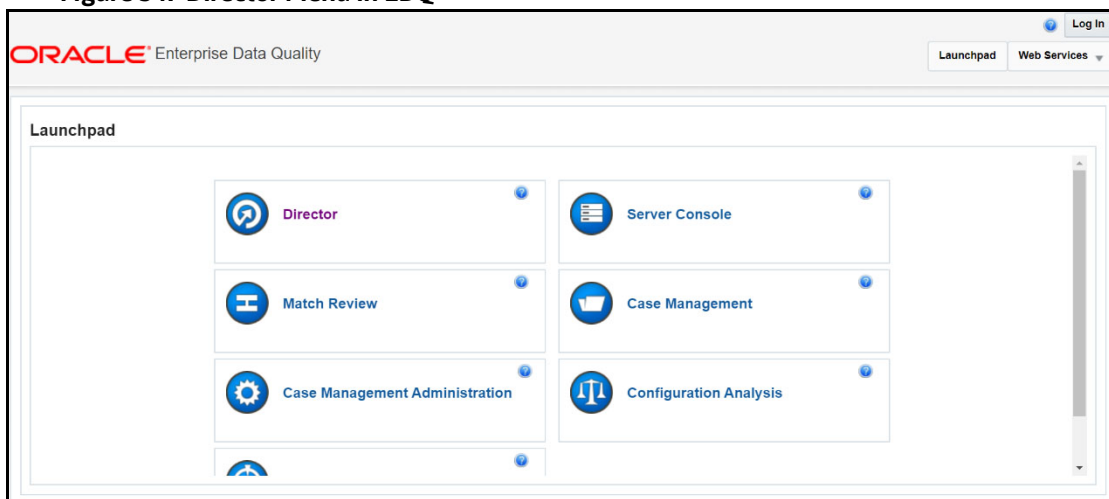 Log In
ORACLE® Enterprise Data Quality
Launchpad Web Services
Launchpad
Director
Server Console
Match Review
Case Management
Case Management Administration
Configuration Analysis